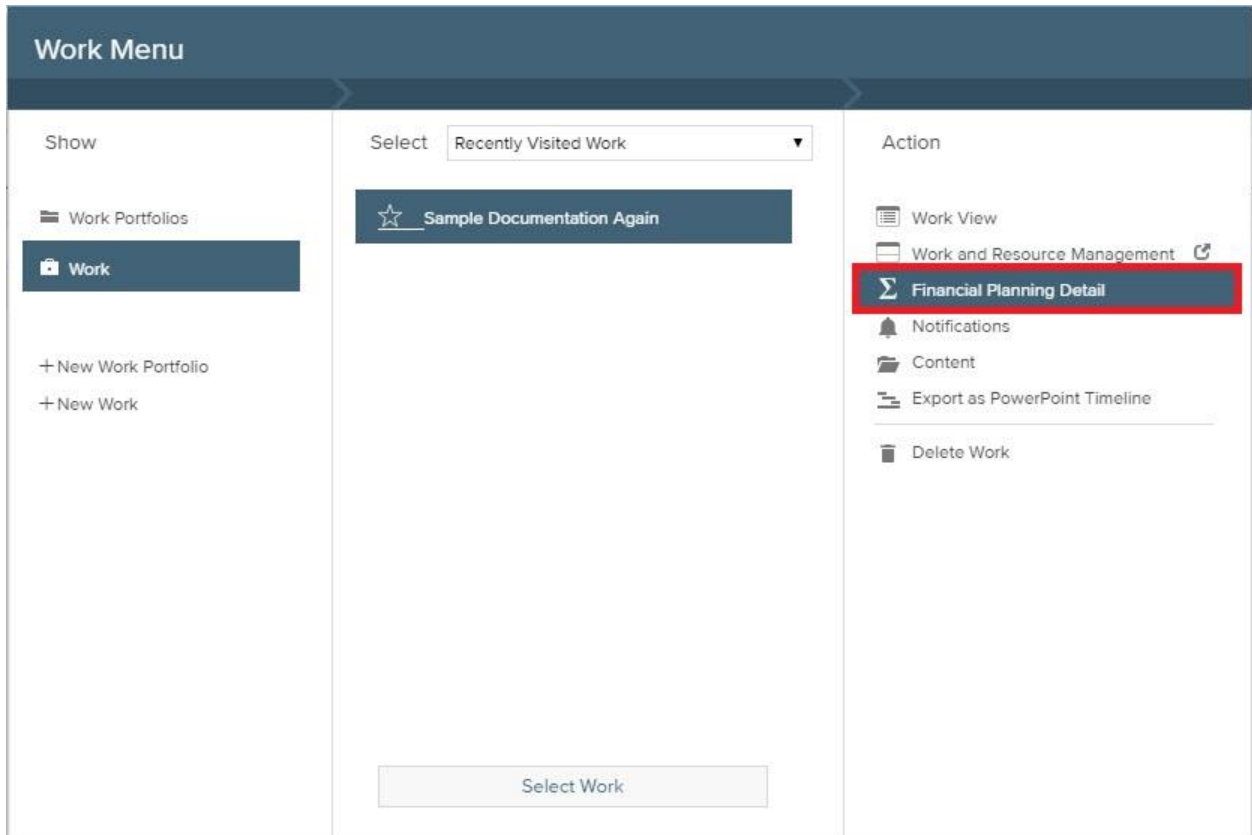 Work Menu
Show
Work Portfolios
Work
+New Work Portfolio
+New Work
Select Recently Visited Work
Sample Documentation Again
Select Work
Action
Work View
Work and Resource Management
Σ Financial Planning Detail
Notifications
Content
Export as PowerPoint Timeline
Delete Work